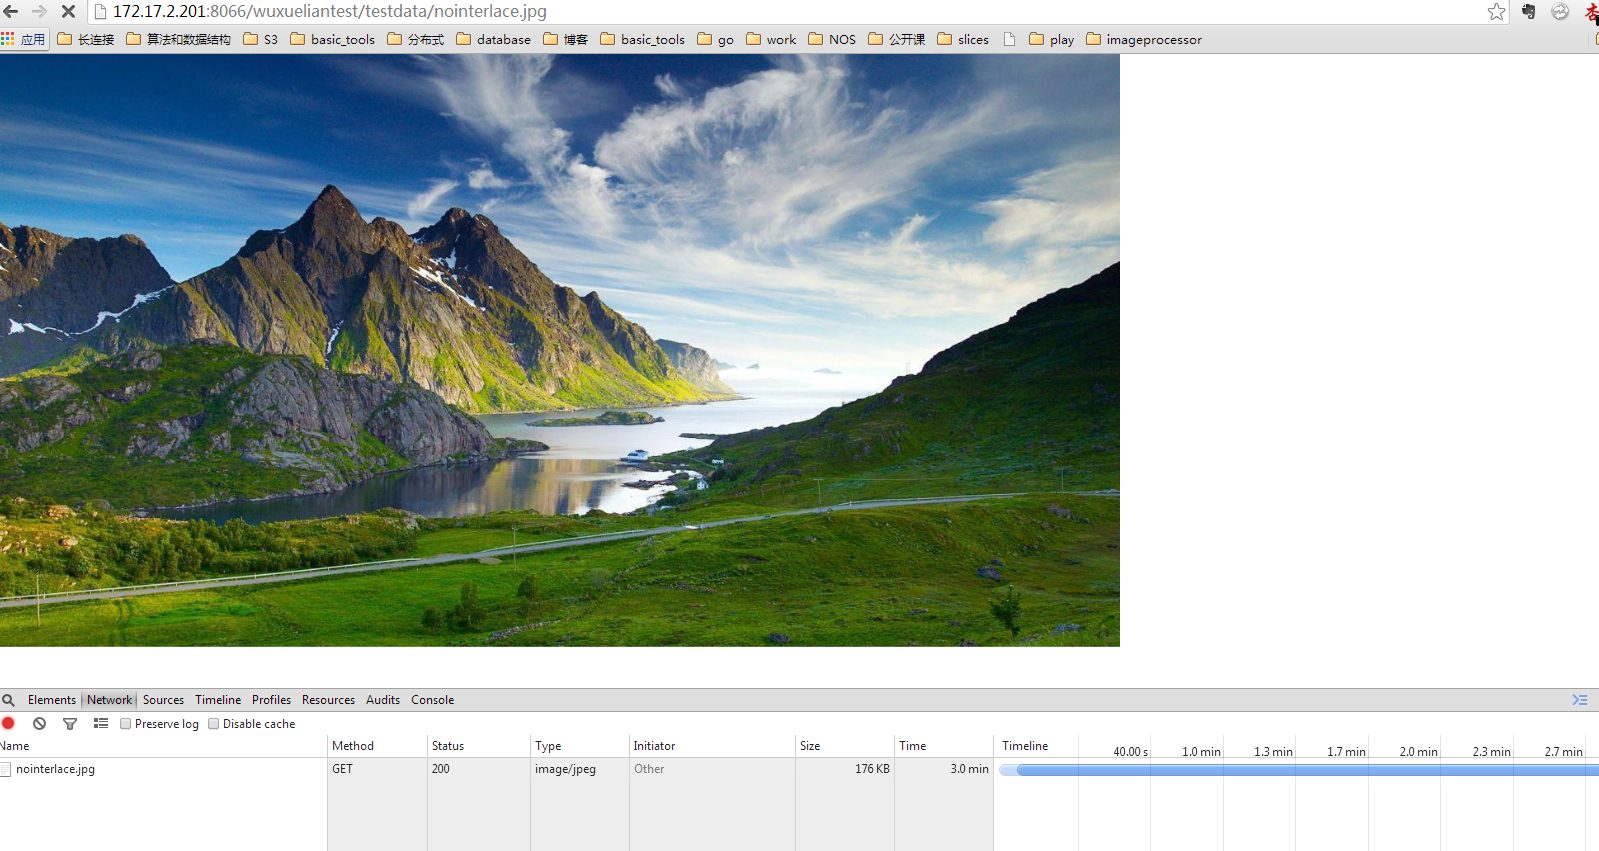 172.17.2.201:8066/wuxueliantest/testdata/nointerlace.jpg
应用 长连接 算法和数据结构 S3 basic_tools 分布式 database 博客 basic_tools go work NOS 公开课 slices play imageprocessor
Elements Network Sources Timeline Profiles Resources Audits Console
Preserve log Disable cache
Name Method Status Type Initiator Size Time Timeline 40.00 s 1.0 min 1.3 min 1.7 min 2.0 min 2.3 min 2.7 min
nointerlace.jpg GET 200 image/jpeg Other 176 KB 3.0 min